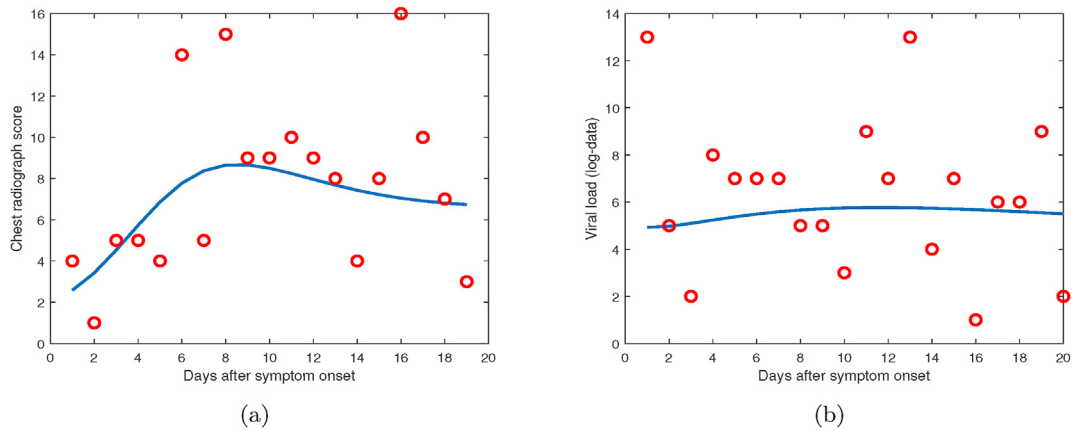 16
14
12
10
8
6
4
2
0
0 2 4 6 8 10 12 14 16 18 20
Chest radiograph score
Days after symptom onset
(a)
14
12
10
8
6
4
2
0
0 2 4 6 8 10 12 14 16 18 20
Viral load (log-data)
Days after symptom onset
(b)